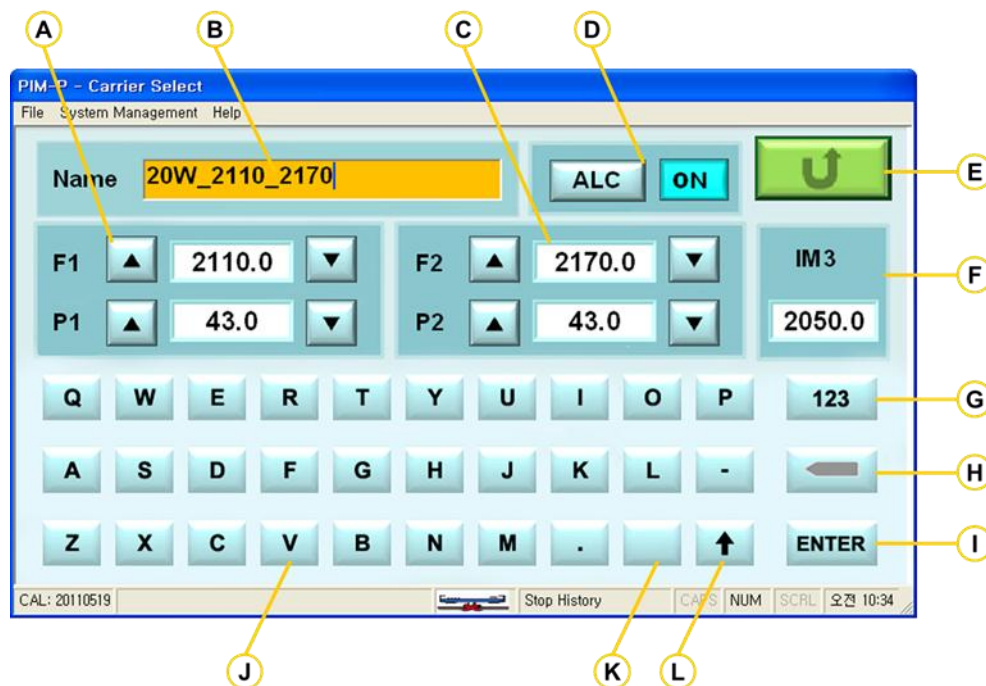 A B C D
PIM-P - Carrier Select
File System Management Help
Name 20W_2110_2170 ALC ON
E
F1 ▲ 2110.0 ▼ F2 ▲ 2170.0 ▼ IM3
F
P1 ▲ 43.0 ▼ P2 ▲ 43.0 ▼ 2050.0
Q W E R T Y U I O P 123 G
A S D F G H J K L - H
Z X C V B N M . ENTER I
CAL: 20110519 Stop History CAPS NUM SCRL 오전 10:34
J K L